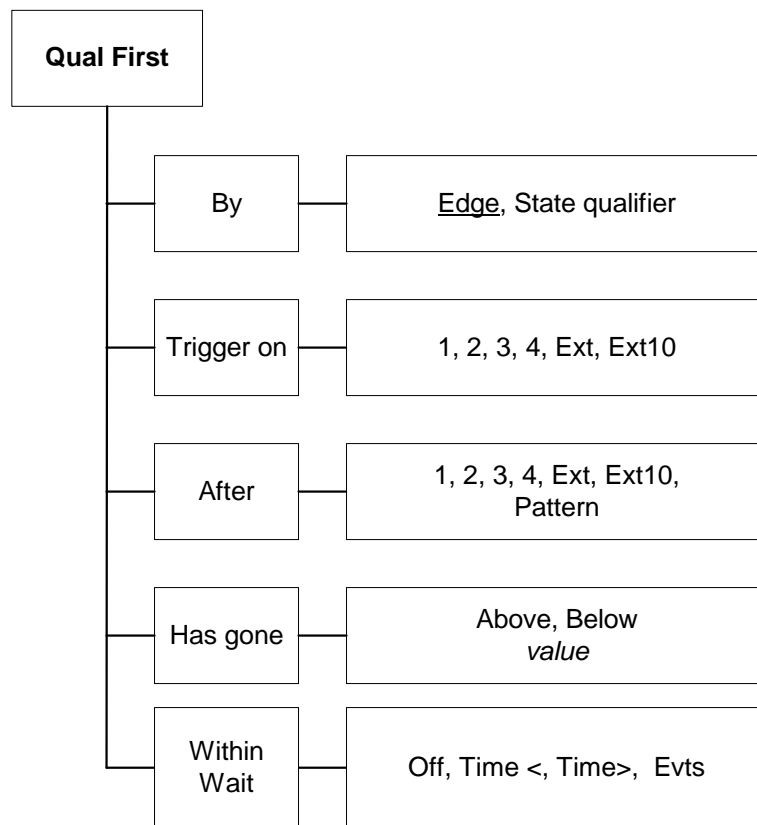 Qual First
By
Edge, State qualifier
Trigger on
1, 2, 3, 4, Ext, Ext10
After
1, 2, 3, 4, Ext, Ext10,
Pattern
Has gone
Above, Below
value
Within
Wait
Off, Time <, Time>,  Evts